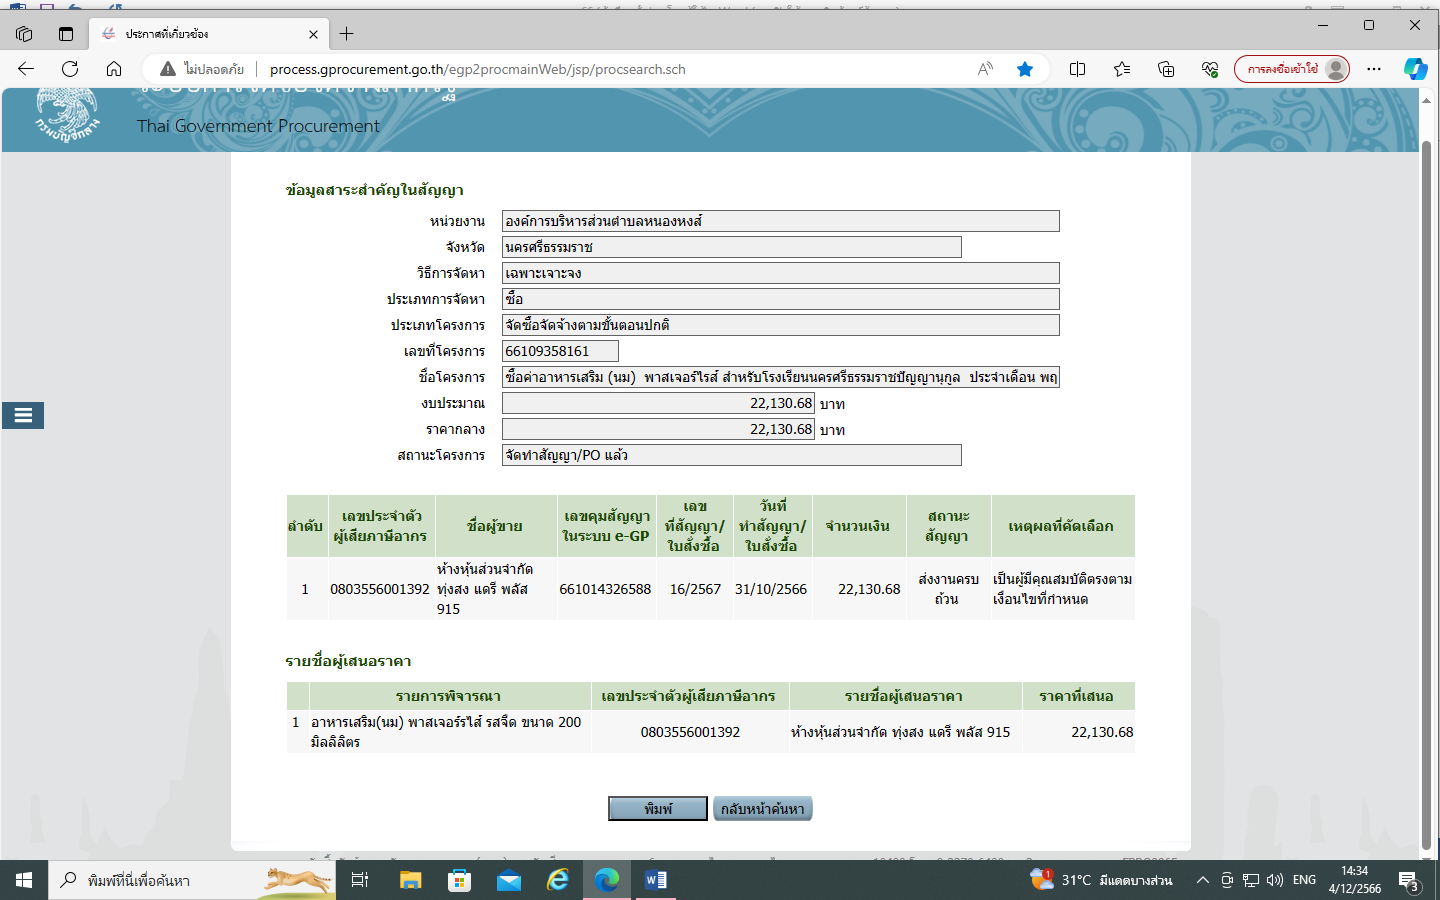 ประกาศที่เกี่ยวข้อง
ไม่ปลอดภัย
process.gprocurement.go.th/egp2procmainWeb/jsp/procsearch.sch
การลงชื่อเข้าใช้
กรมบัญชีกลาง
Thai Government Procurement
ข้อมูลสาระสำคัญในสัญญา
หน่วยงาน องค์การบริหารส่วนตำบลหนองหงส์
จังหวัด นครศรีธรรมราช
วิธีการจัดหา เฉพาะเจาะจง
ประเภทการจัดหา ซื้อ
ประเภทโครงการ จัดซื้อจัดจ้างตามขั้นตอนปกติ
เลขที่โครงการ 66109358161
ชื่อโครงการ ซื้อค่าอาหารเสริม (นม) พาสเจอร์ไรส์ สำหรับโรงเรียนนครศรีธรรมราชปัญญานุกูล ประจำเดือน พฤ
งบประมาณ 22,130.68 บาท
ราคากลาง 22,130.68 บาท
สถานะโครงการ จัดทำสัญญา/PO แล้ว
ลำดับ เลขประจำตัวผู้เสียภาษีอากร ชื่อผู้ขาย เลขคุมสัญญาในระบบ e-GP เลขที่สัญญา/ใบสั่งซื้อ วันที่ทำสัญญา/ใบสั่งซื้อ จำนวนเงิน สถานะสัญญา เหตุผลที่คัดเลือก
1 0803556001392 ห้างหุ้นส่วนจำกัด ทุ่งสง แดรี่ พลัส 915 661014326588 16/2567 31/10/2566 22,130.68 ส่งงานครบถ้วน เป็นผู้มีคุณสมบัติตรงตามเงื่อนไขที่กำหนด
รายชื่อผู้เสนอราคา
รายการพิจารณา เลขประจำตัวผู้เสียภาษีอากร รายชื่อผู้เสนอราคา ราคาที่เสนอ
1 อาหารเสริม(นม) พาสเจอร์รไส์ รสจืด ขนาด 200 มิลลิลิตร 0803556001392 ห้างหุ้นส่วนจำกัด ทุ่งสง แดรี่ พลัส 915 22,130.68
พิมพ์ กลับหน้าค้นหา
พิมพ์ที่นี่เพื่อค้นหา
1 31°C มีแดดบางส่วน ENG 14:34
4/12/2566 3